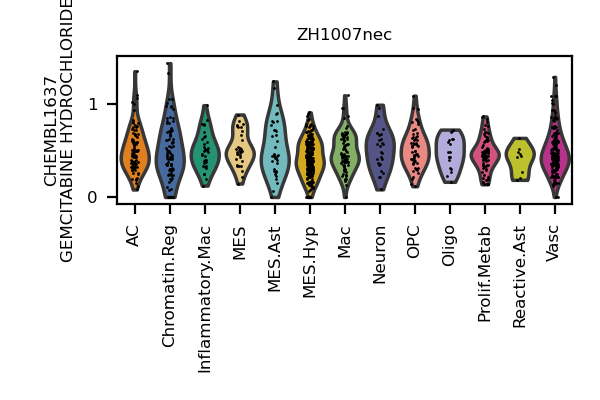 ZH1007nec
CHEMBL1637
GEMCITABINE HYDROCHLORIDE
1
0
AC
Chromatin.Reg
Inflammatory.Mac
MES
MES.Ast
MES.Hyp
Mac
Neuron
OPC
Oligo
Prolif.Metab
Reactive.Ast
Vasc